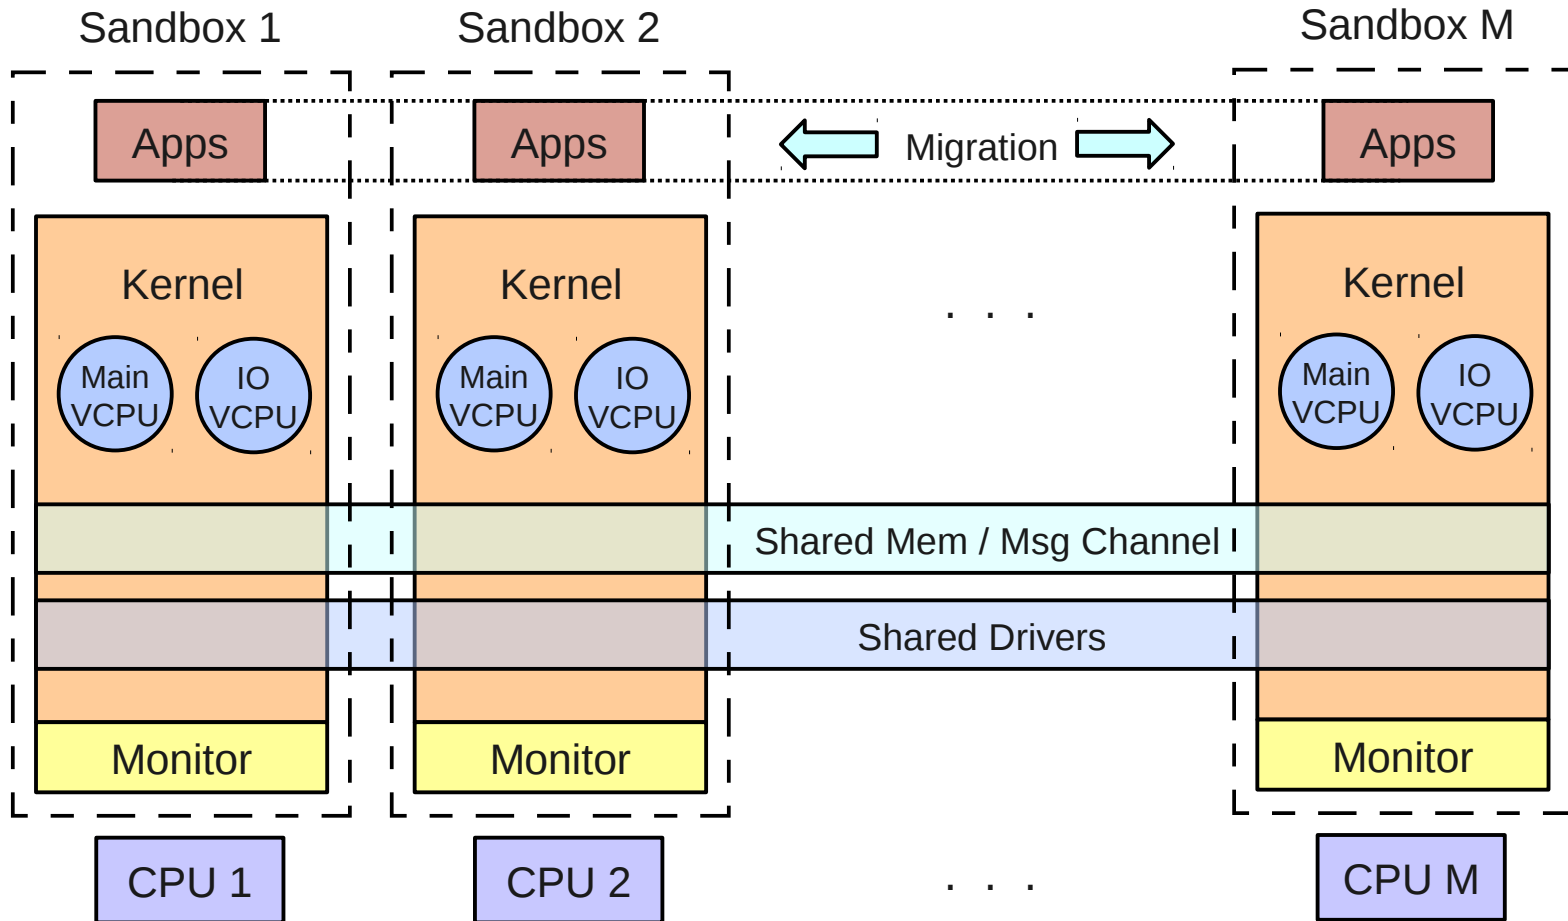 Sandbox 1
Sandbox 2
Sandbox M
Apps
Apps
Migration
Apps
Kernel
Kernel
. . .
Kernel
Main
VCPU
IO
VCPU
Main
VCPU
IO
VCPU
Main
VCPU
IO
VCPU
Shared Mem / Msg Channel
Shared Drivers
Monitor
Monitor
Monitor
CPU 1
CPU 2
. . .
CPU M